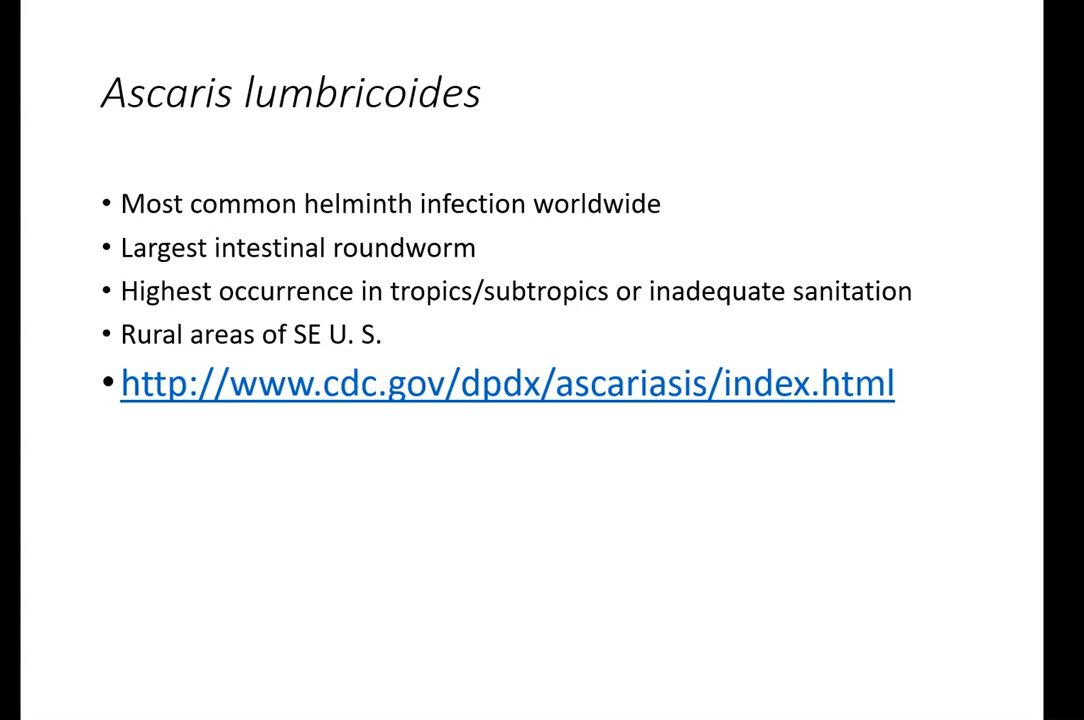 Ascaris lumbricoides
• Most common helminth infection worldwide
• Largest intestinal roundworm
• Highest occurrence in tropics/subtropics or inadequate sanitation
• Rural areas of SE U. S.
• http://www.cdc.gov/dpdx/ascariasis/index.html